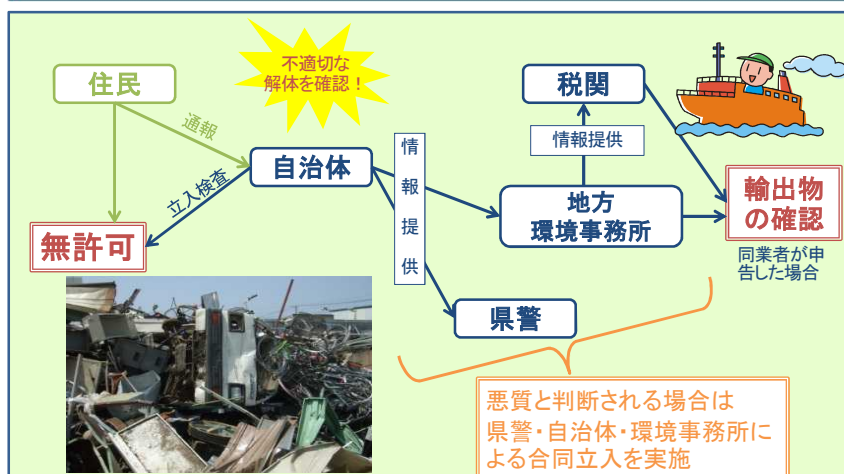 不適切な
解体を確認！
住民
税関
通報
情報提供
自治体
情報提供
立入検査
地方
環境事務所
輸出物
の確認
無許可
同業者が申
告した場合
県警
悪質と判断される場合は
県警・自治体・環境事務所に
よる合同立入を実施